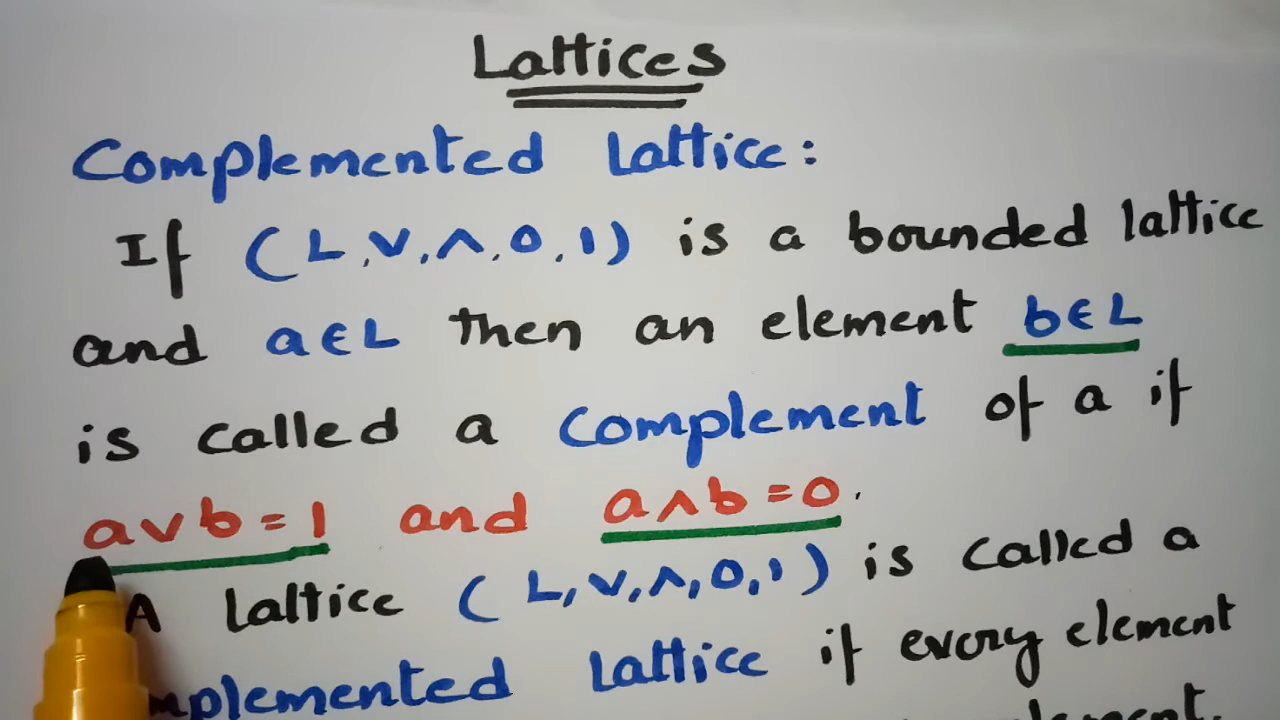 Lattices
Complemented Lattice:
If (L,∨,∧,0,1) is a bounded lattice
and a∈L then an element b∈L
is called a complement of a if
a∨b=1 and a∧b=0.
A lattice (L,∨,∧,0,1) is called a
mplemented lattice if every element